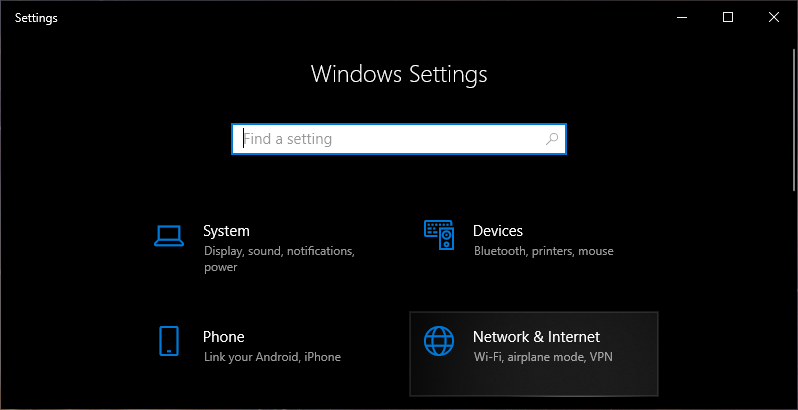 Settings
Windows Settings
Find a setting
System
Display, sound, notifications,
power
Devices
Bluetooth, printers, mouse
Phone
Link your Android, iPhone
Network & Internet
Wi-Fi, airplane mode, VPN